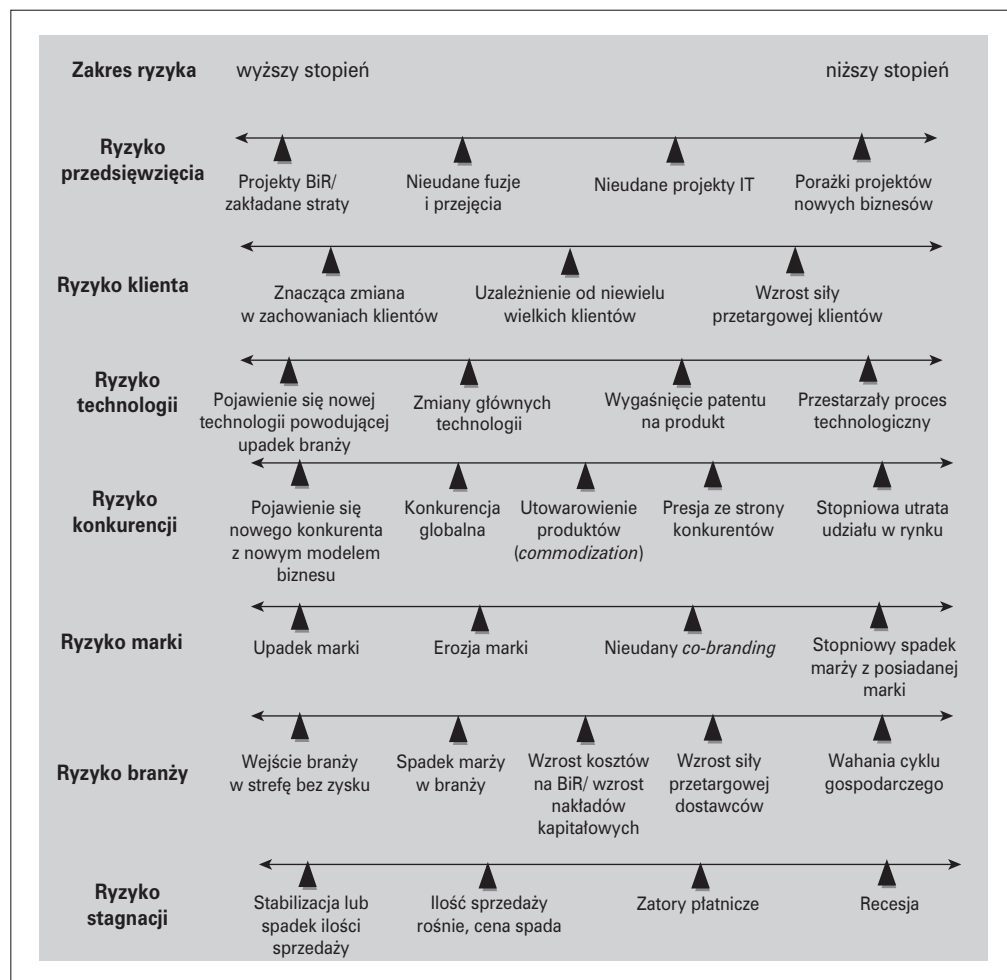 Zakres ryzyka wyższy stopień niższy stopień
Ryzyko
przedsięwzięcia
Projekty BiR/
zakładane straty
Nieudane fuzje
i przejęcia
Nieudane projekty IT
Porażki projektów
nowych biznesów
Ryzyko klienta
Znacząca zmiana
w zachowaniach klientów
Uzależnienie od niewielu
wielkich klientów
Wzrost siły
przetargowej klientów
Ryzyko
technologii
Pojawienie się nowej
technologii powodującej
upadek branży
Zmiany głównych
technologii
Wygaśnięcie patentu
na produkt
Przestarzały proces
technologiczny
Ryzyko
konkurencji
Pojawienie się
nowego konkurenta
z nowym modelem
biznesu
Konkurencja
globalna
Utowarowienie
produktów
(commodization)
Presja ze strony
konkurentów
Stopniowa utrata
udziału w rynku
Ryzyko marki
Upadek marki
Erozja marki
Nieudany co-branding
Stopniowy spadek
marży z posiadanej
marki
Ryzyko branży
Wejście branży
w strefę bez zysku
Spadek marży
w branży
Wzrost kosztów
na BiR/ wzrost
nakładów
kapitałowych
Wzrost siły
przetargowej
dostawców
Wahania cyklu
gospodarczego
Ryzyko
stagnacji
Stabilizacja lub
spadek ilości
sprzedaży
Ilość sprzedaży
rośnie, cena spada
Zatory płatnicze
Recesja